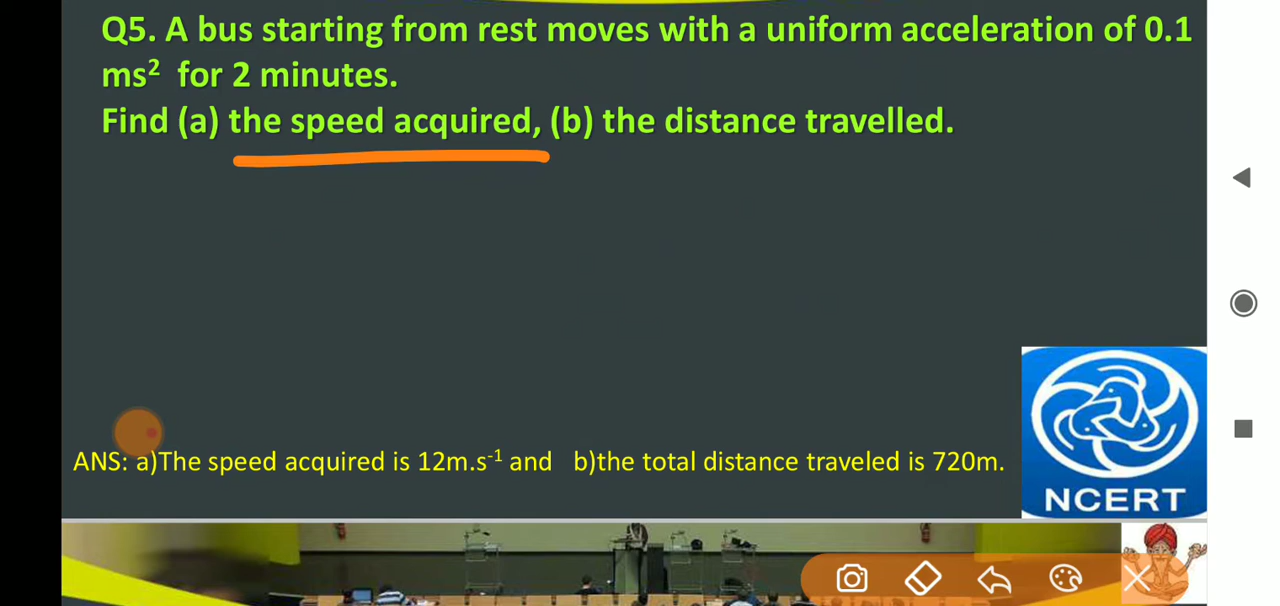 Q5. A bus starting from rest moves with a uniform acceleration of 0.1
ms² for 2 minutes.
Find (a) the speed acquired, (b) the distance travelled.
ANS: a)The speed acquired is 12m.s⁻¹ and b)the total distance traveled is 720m.
NCERT